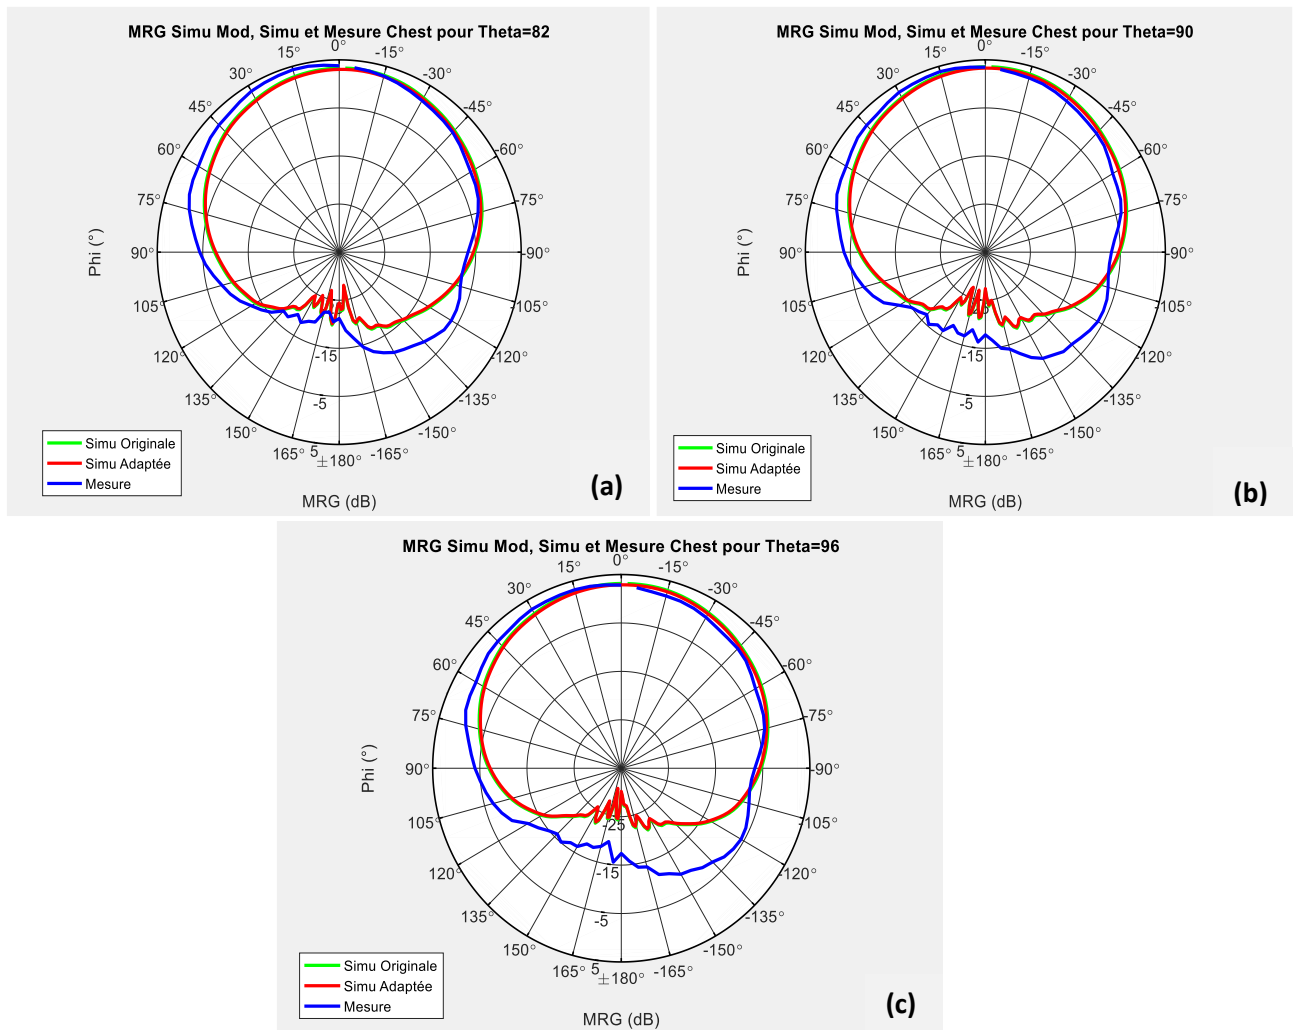 MRG Simu Mod, Simu et Mesure Chest pour Theta=82
0°
15° -15°
30° -30°
45° -45°
60° -60°
75° -75°
90° -90°
105° -105°
120° -120°
135° -135°
150° -150°
165° 5 ±180° -165°
-15
-5
Phi (°)
MRG (dB)
Simu Originale
Simu Adaptée
Mesure
(a)
MRG Simu Mod, Simu et Mesure Chest pour Theta=90
0°
15° -15°
30° -30°
45° -45°
60° -60°
75° -75°
90° -90°
105° -105°
120° -120°
135° -135°
150° -150°
165° 5 ±180° -165°
-25
-15
-5
Phi (°)
MRG (dB)
Simu Originale
Simu Adaptée
Mesure
(b)
MRG Simu Mod, Simu et Mesure Chest pour Theta=96
0°
15° -15°
30° -30°
45° -45°
60° -60°
75° -75°
90° -90°
105° -105°
120° -120°
135° -135°
150° -150°
165° 5 ±180° -165°
-25
-15
-5
Phi (°)
MRG (dB)
Simu Originale
Simu Adaptée
Mesure
(c)